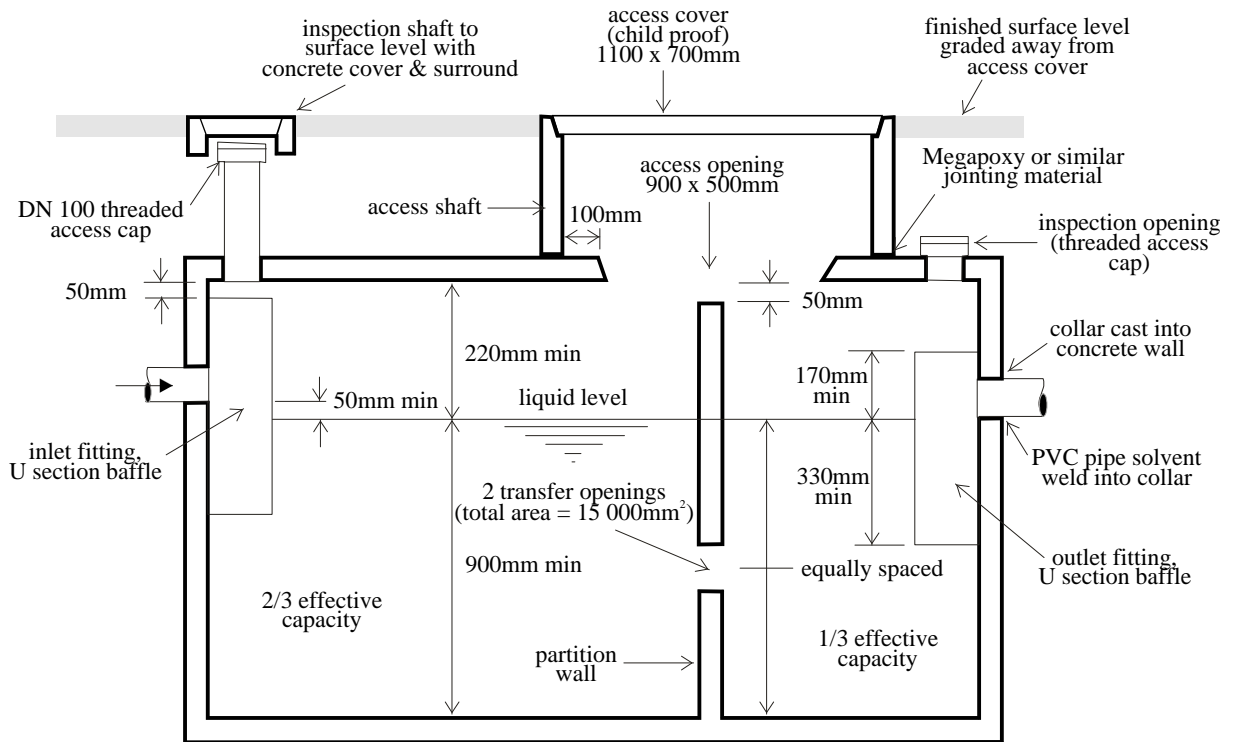 inspection shaft to
surface level with
concrete cover & surround
access cover
(child proof)
1100 x 700mm
finished surface level
graded away from
access cover
DN 100 threaded
access cap
access shaft
100mm
access opening
900 x 500mm
Megapoxy or similar
jointing material
inspection opening
(threaded access
cap)
50mm
50mm
220mm min
170mm
min
collar cast into
concrete wall
50mm min
liquid level
inlet fitting,
U section baffle
2 transfer openings
(total area = 15 000mm²)
330mm
min
PVC pipe solvent
weld into collar
900mm min
equally spaced
outlet fitting,
U section baffle
2/3 effective
capacity
partition
wall
1/3 effective
capacity